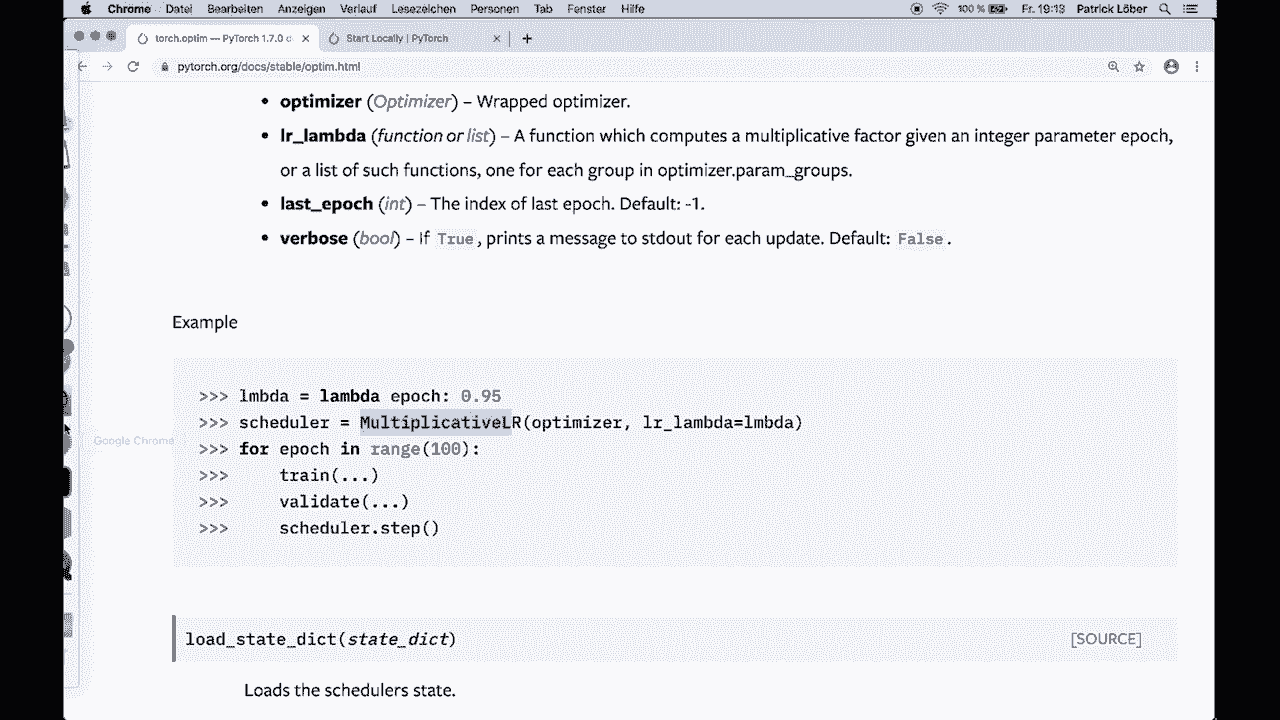 Chrome Datei Bearbeiten Anzeigen Verlauf Lesezeichen Personen Tab Fenster Hilfe 100 % Fr. 19:13 Patrick Löber
torch.optim — PyTorch 1.7.0 d Start Locally | PyTorch
pytorch.org/docs/stable/optim.html
• optimizer (Optimizer) – Wrapped optimizer.
• lr_lambda (function or list) – A function which computes a multiplicative factor given an integer parameter epoch,
or a list of such functions, one for each group in optimizer.param_groups.
• last_epoch (int) – The index of last epoch. Default: -1.
• verbose (bool) – If True, prints a message to stdout for each update. Default: False.
Example
>>> lmbda = lambda epoch: 0.95
>>> scheduler = MultiplicativeLR(optimizer, lr_lambda=lmbda)
Google Chrome
>>> for epoch in range(100):
>>>     train(...)
>>>     validate(...)
>>>     scheduler.step()
load_state_dict(state_dict) [SOURCE]
Loads the schedulers state.